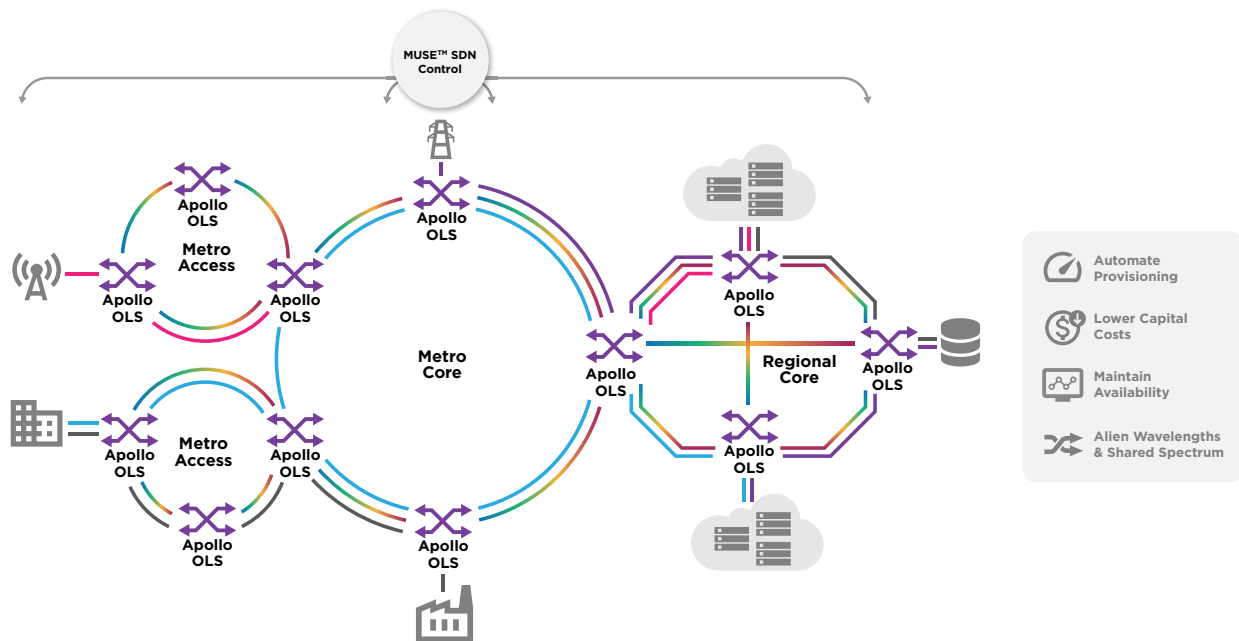 MUSE™ SDN
Control
Apollo
OLS
Metro
Access
Apollo
OLS
Apollo
OLS
Apollo
OLS
Metro
Core
Apollo
OLS
Apollo
OLS
Regional
Core
Apollo
OLS
Apollo
OLS
Metro
Access
Apollo
OLS
Apollo
OLS
Apollo
OLS
Apollo
OLS
Apollo
OLS
Automate
Provisioning
Lower Capital
Costs
Maintain
Availability
Alien Wavelengths
& Shared Spectrum